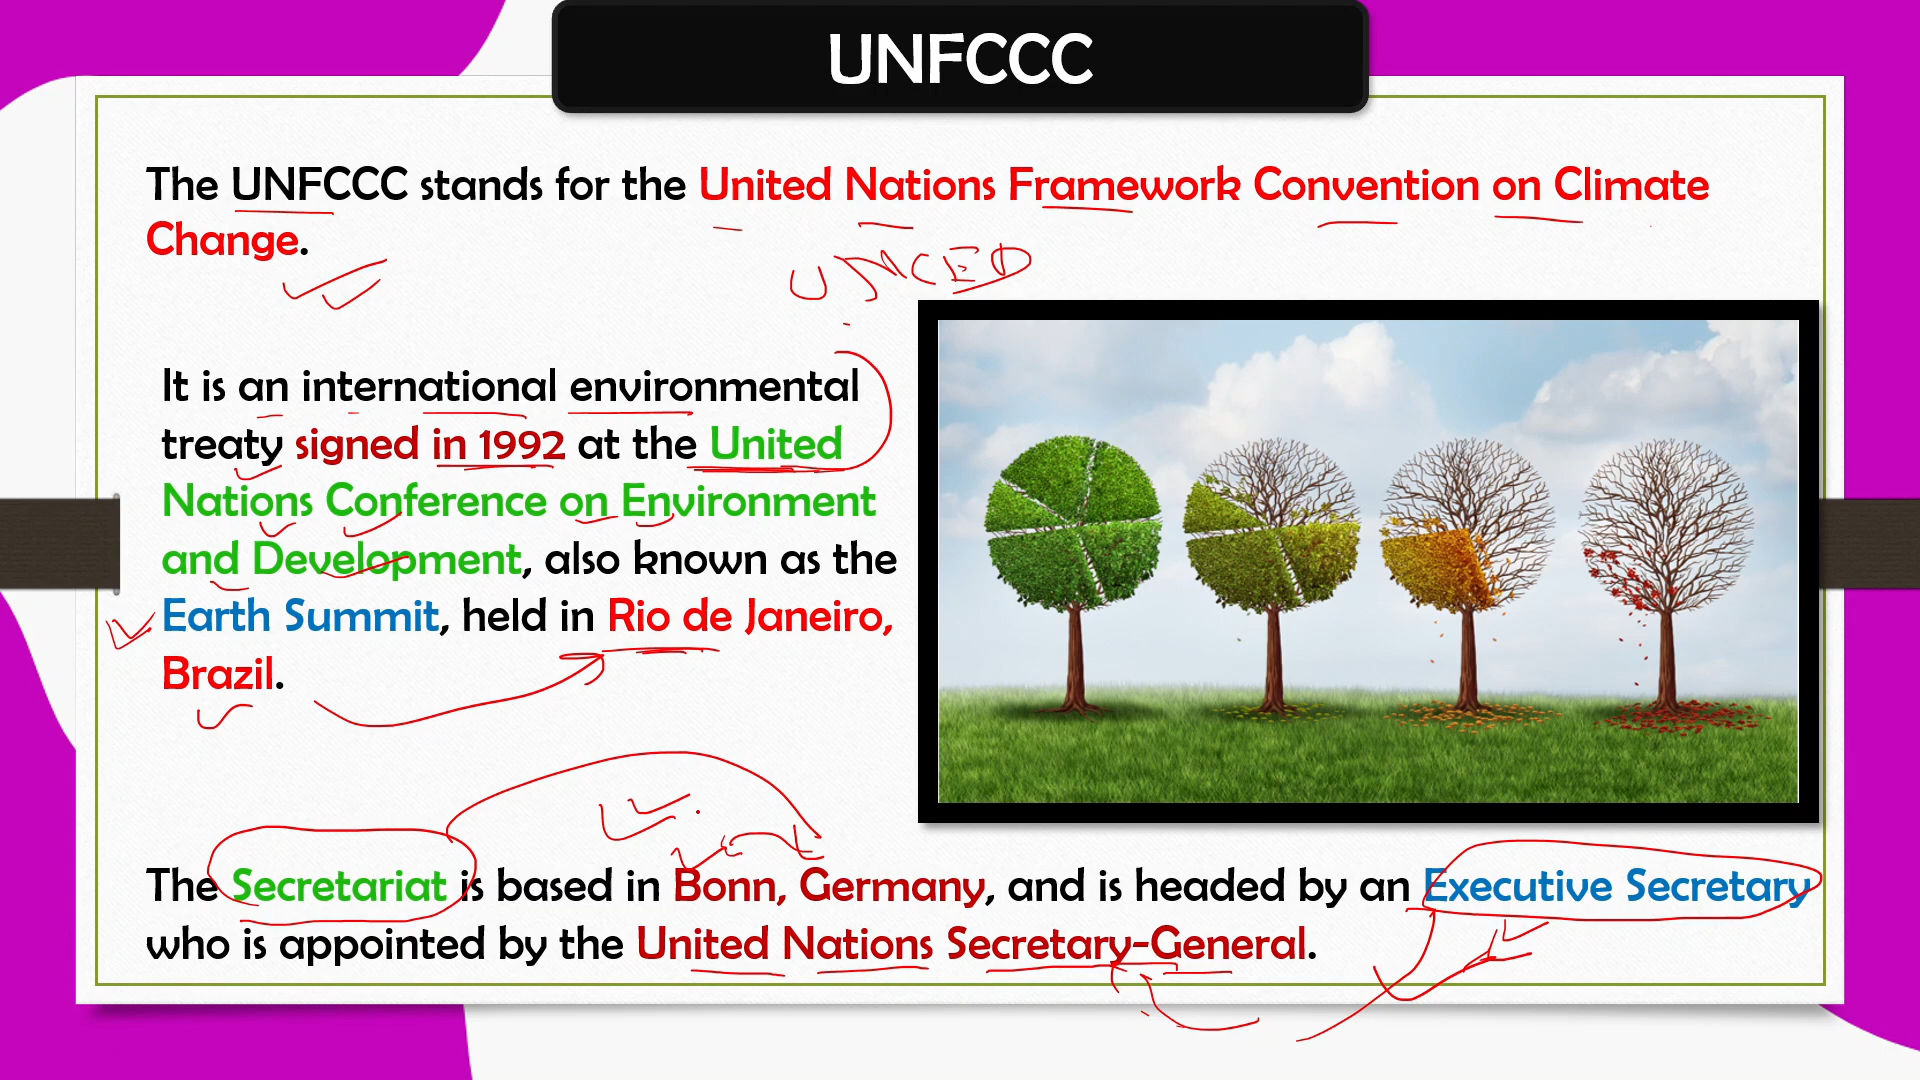 UNFCCC
The UNFCCC stands for the United Nations Framework Convention on Climate
Change.
UNCED
It is an international environmental
treaty signed in 1992 at the United
Nations Conference on Environment
and Development, also known as the
Earth Summit, held in Rio de Janeiro,
Brazil.
The Secretariat is based in Bonn, Germany, and is headed by an Executive Secretary
who is appointed by the United Nations Secretary-General.